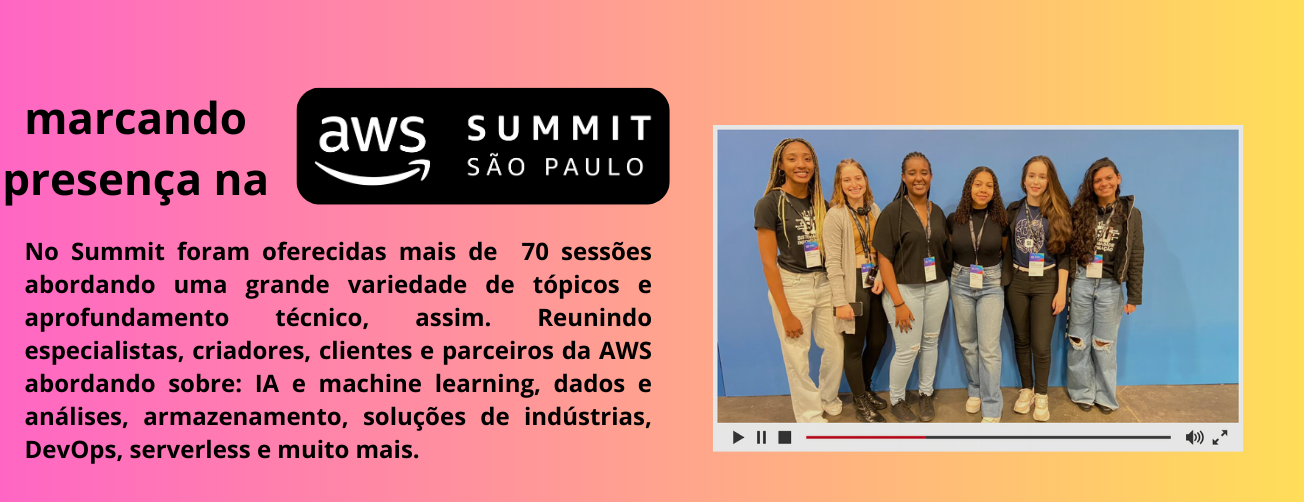 marcando
presença na
aws
SUMMIT
SÃO PAULO
No Summit foram oferecidas mais de 70 sessões
abordando uma grande variedade de tópicos e
aprofundamento técnico, assim. Reunindo
especialistas, criadores, clientes e parceiros da AWS
abordando sobre: IA e machine learning, dados e
análises, armazenamento, soluções de indústrias,
DevOps, serverless e muito mais.